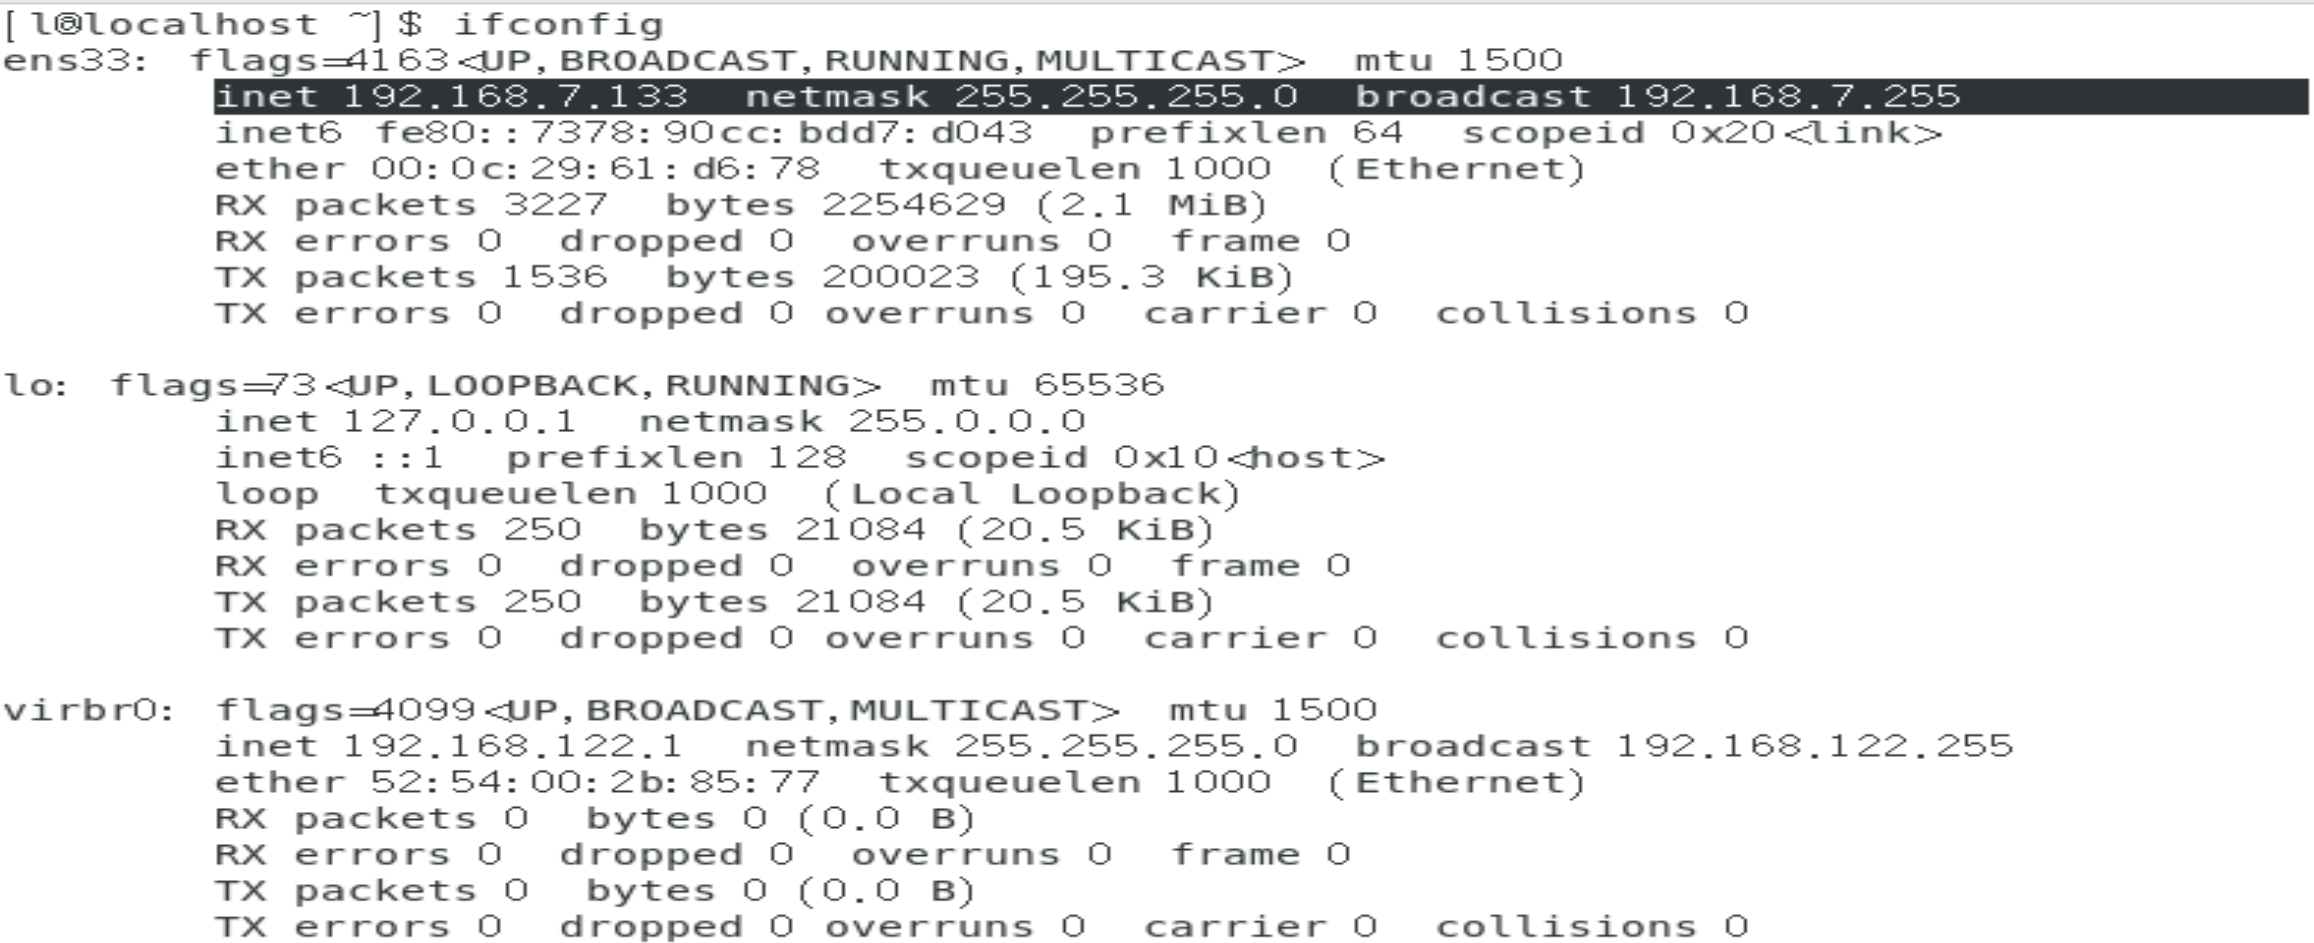 [l@localhost ~]$ ifconfig
ens33: flags=4163<UP,BROADCAST,RUNNING,MULTICAST>  mtu 1500
inet 192.168.7.133  netmask 255.255.255.0  broadcast 192.168.7.255
inet6 fe80::7378:90cc:bdd7:d043  prefixlen 64  scopeid 0x20<link>
ether 00:0c:29:61:d6:78  txqueuelen 1000  (Ethernet)
RX packets 3227  bytes 2254629 (2.1 MiB)
RX errors 0  dropped 0  overruns 0  frame 0
TX packets 1536  bytes 200023 (195.3 KiB)
TX errors 0  dropped 0 overruns 0  carrier 0  collisions 0
lo: flags=73<UP,LOOPBACK,RUNNING>  mtu 65536
inet 127.0.0.1  netmask 255.0.0.0
inet6 ::1  prefixlen 128  scopeid 0x10<host>
loop  txqueuelen 1000  (Local Loopback)
RX packets 250  bytes 21084 (20.5 KiB)
RX errors 0  dropped 0  overruns 0  frame 0
TX packets 250  bytes 21084 (20.5 KiB)
TX errors 0  dropped 0 overruns 0  carrier 0  collisions 0
virbr0: flags=4099<UP,BROADCAST,MULTICAST>  mtu 1500
inet 192.168.122.1  netmask 255.255.255.0  broadcast 192.168.122.255
ether 52:54:00:2b:85:77  txqueuelen 1000  (Ethernet)
RX packets 0  bytes 0 (0.0 B)
RX errors 0  dropped 0  overruns 0  frame 0
TX packets 0  bytes 0 (0.0 B)
TX errors 0  dropped 0 overruns 0  carrier 0  collisions 0